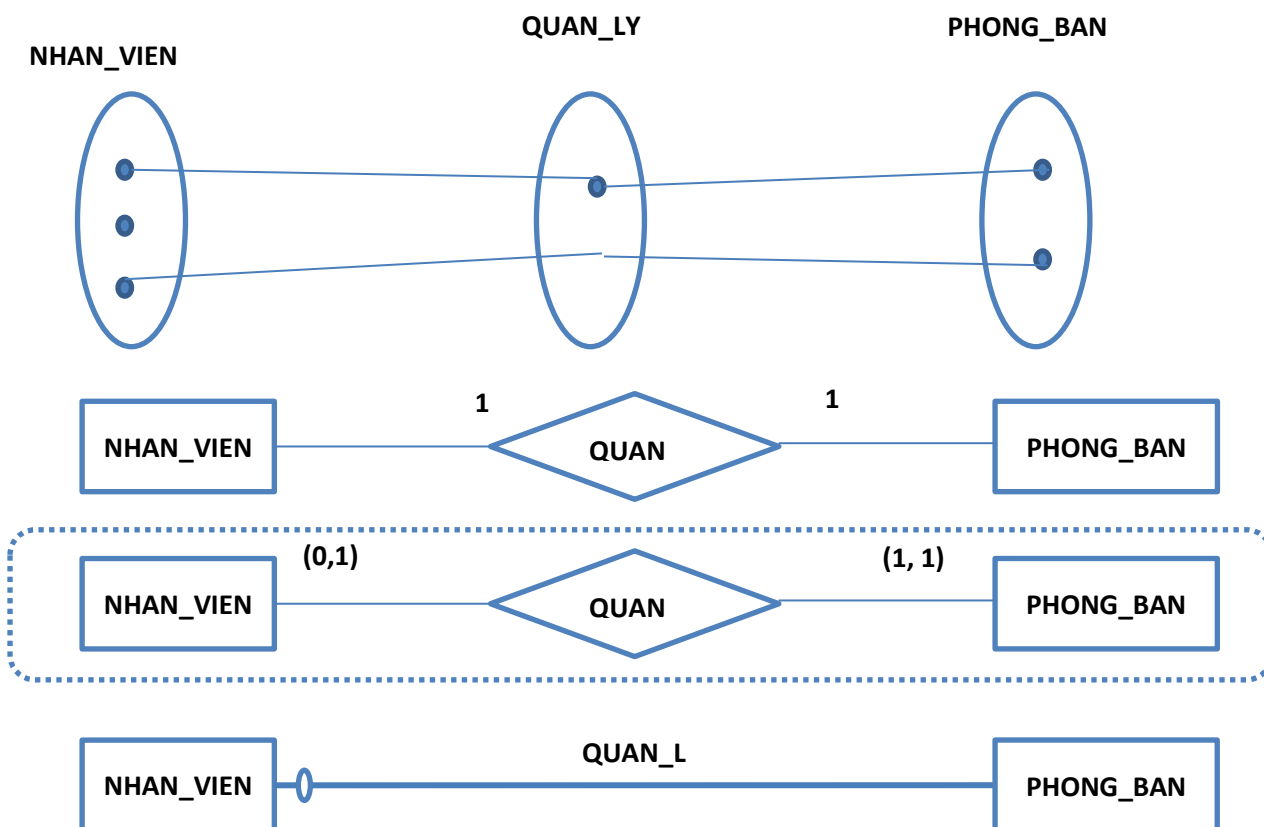 QUAN_LY
PHONG_BAN
NHAN_VIEN
1
1
NHAN_VIEN
QUAN
PHONG_BAN
(0,1)
(1, 1)
NHAN_VIEN
QUAN
PHONG_BAN
QUAN_L
NHAN_VIEN
PHONG_BAN